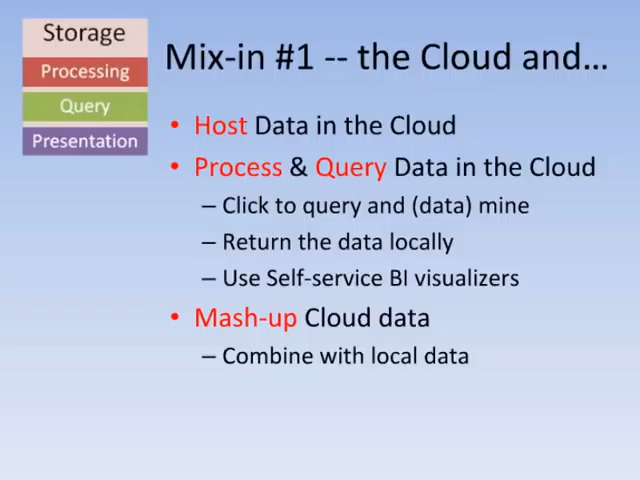 Storage
Processing
Query
Presentation
Mix-in #1 -- the Cloud and…
• Host Data in the Cloud
• Process & Query Data in the Cloud
– Click to query and (data) mine
– Return the data locally
– Use Self-service BI visualizers
• Mash-up Cloud data
– Combine with local data